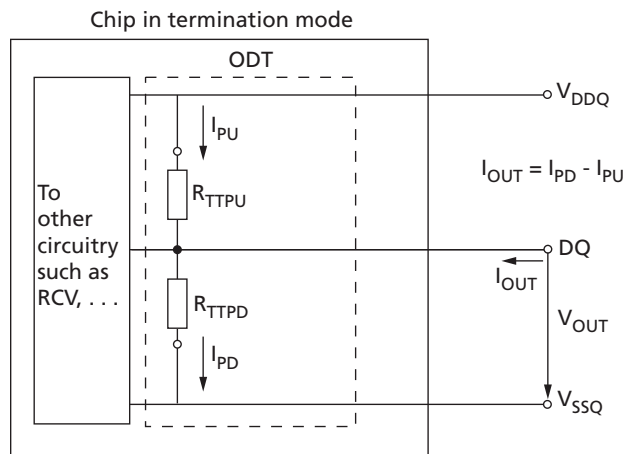 Chip in termination mode
ODT
V_DDQ
I_PU
I_OUT = I_PD - I_PU
R_TTPU
To
other
circuitry
such as
RCV, . . .
DQ
I_OUT
R_TTPD
V_OUT
I_PD
V_SSQ